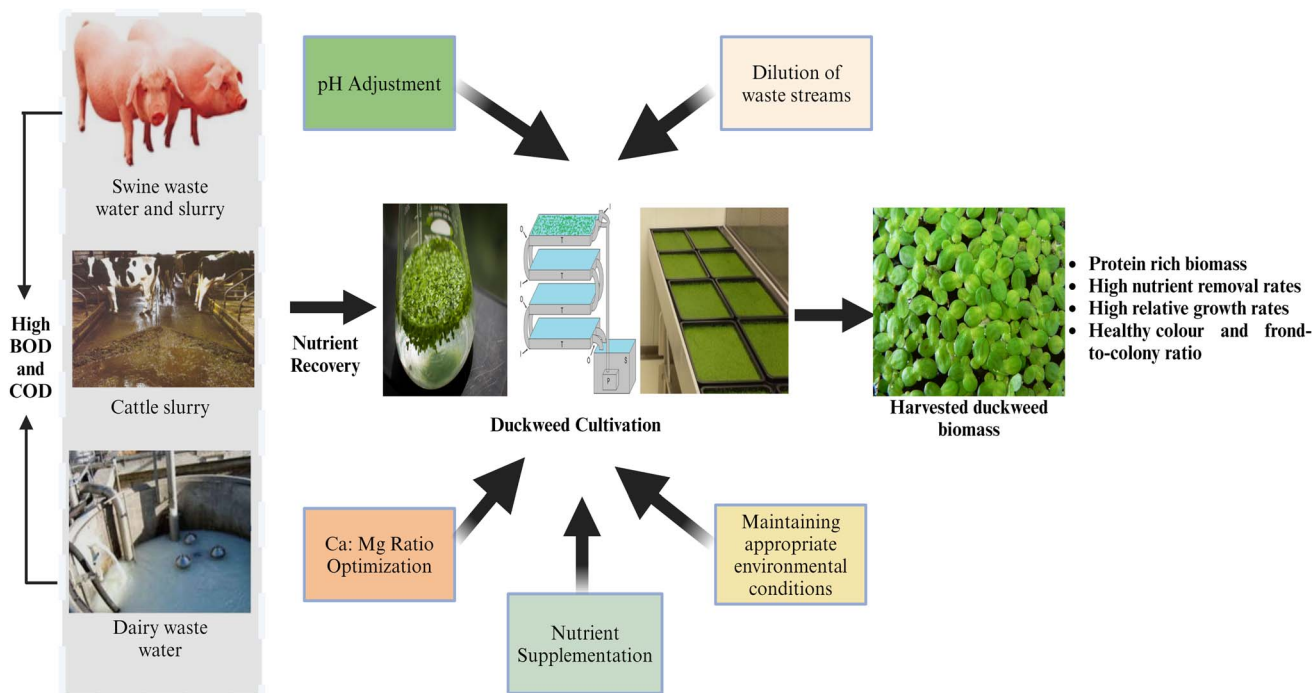 pH Adjustment
Dilution of
waste streams
Swine waste
water and slurry
Cattle slurry
Dairy waste
water
High
BOD
and
COD
Nutrient
Recovery
I
O
T
I
O
T
I
O
T
I
T
O
S
P
Duckweed Cultivation
Harvested duckweed
biomass
• Protein rich biomass
• High nutrient removal rates
• High relative growth rates
• Healthy colour and frond-
to-colony ratio
Ca: Mg Ratio
Optimization
Nutrient
Supplementation
Maintaining
appropriate
environmental
conditions